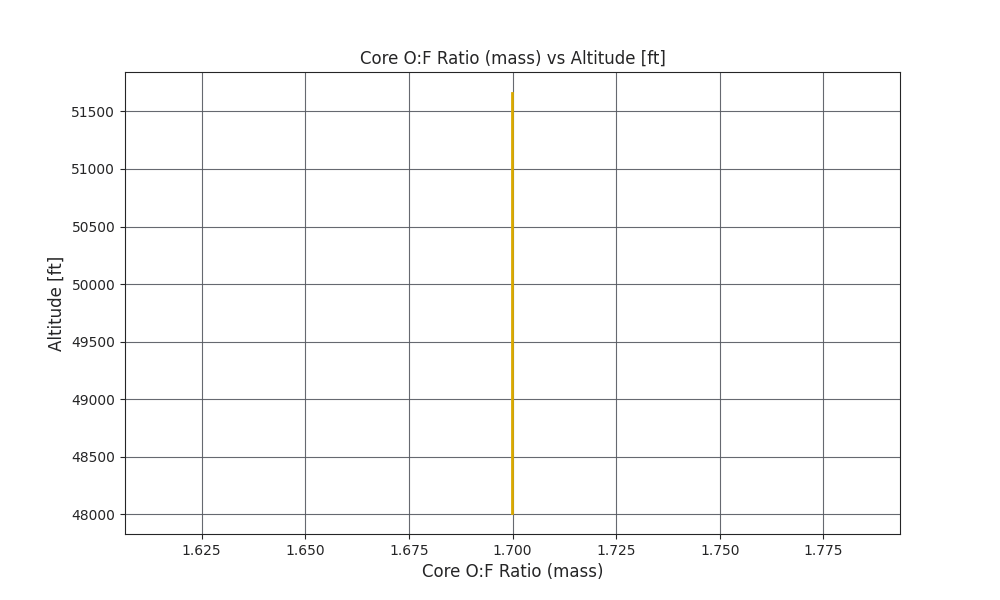 Core O:F Ratio (mass) vs Altitude [ft]
Altitude [ft]
51500
51000
50500
50000
49500
49000
48500
48000
1.625 1.650 1.675 1.700 1.725 1.750 1.775
Core O:F Ratio (mass)